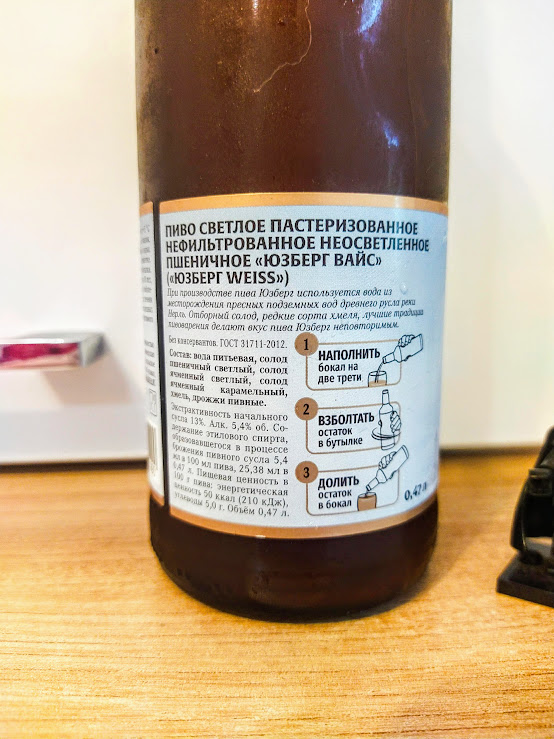 ПИВО СВЕТЛОЕ ПАСТЕРИЗОВАННОЕ
НЕФИЛЬТРОВАННОЕ НЕОСВЕТЛЕННОЕ
ПШЕНИЧНОЕ «ЮЗБЕРГ ВАЙС»
(«ЮЗБЕРГ WEISS»)
При производстве пива Юзберг используется вода из
месторождения пресных подземных вод древнего русла реки
Нерль. Отборный солод, редкие сорта хмеля, лучшие традиции
пивоварения делают вкус пива Юзберг неповторимым.
Без консервантов. ГОСТ 31711-2012.
Состав: вода питьевая, солод
пшеничный светлый, солод
ячменный светлый, солод
ячменный карамельный,
хмель, дрожжи пивные.
Экстрактивность начального
сусла 13%. Алк. 5,4% об. Со-
держание этилового спирта,
образовавшегося в процессе
брожения пивного сусла 5,4
мл в 100 мл пива, 25,38 мл в
0,47 л. Пищевая ценность в
100 г пива: энергетическая
ценность 50 ккал (210 кДж),
углеводы 5,0 г. Объём 0,47 л.
1
НАПОЛНИТЬ
бокал на
две трети
2
ВЗБОЛТАТЬ
остаток
в бутылке
3
ДОЛИТЬ
остаток
в бокал
0,47 л